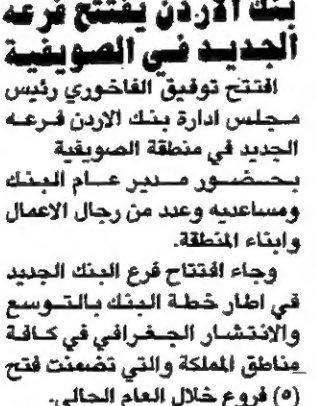 بنك الاردن يفتتح فرعه
الجديد في الصويفية
افتتح توفيق الفاخوري رئيس
مجلس ادارة بنك الاردن فرعه
الجديد في منطقة الصويفية
بحضور مدير عام البنك
ومساعديه وعدد من رجال الاعمال
وابناء المنطقة.
وجاء افتتاح فرع البنك الجديد
في اطار خطة البنك بالتوسع
والانتشار الجغرافي في كافة
مناطق المملكة والتي تضمنت فتح
(٥) فروع خلال العام الحالي.